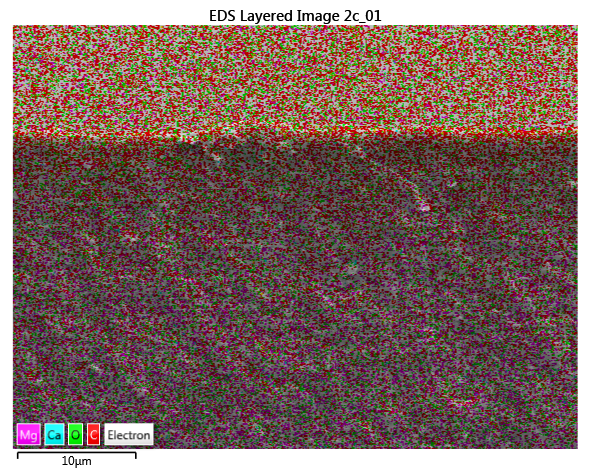 EDS Layered Image 2c_01
Mg Ca O C Electron
10µm